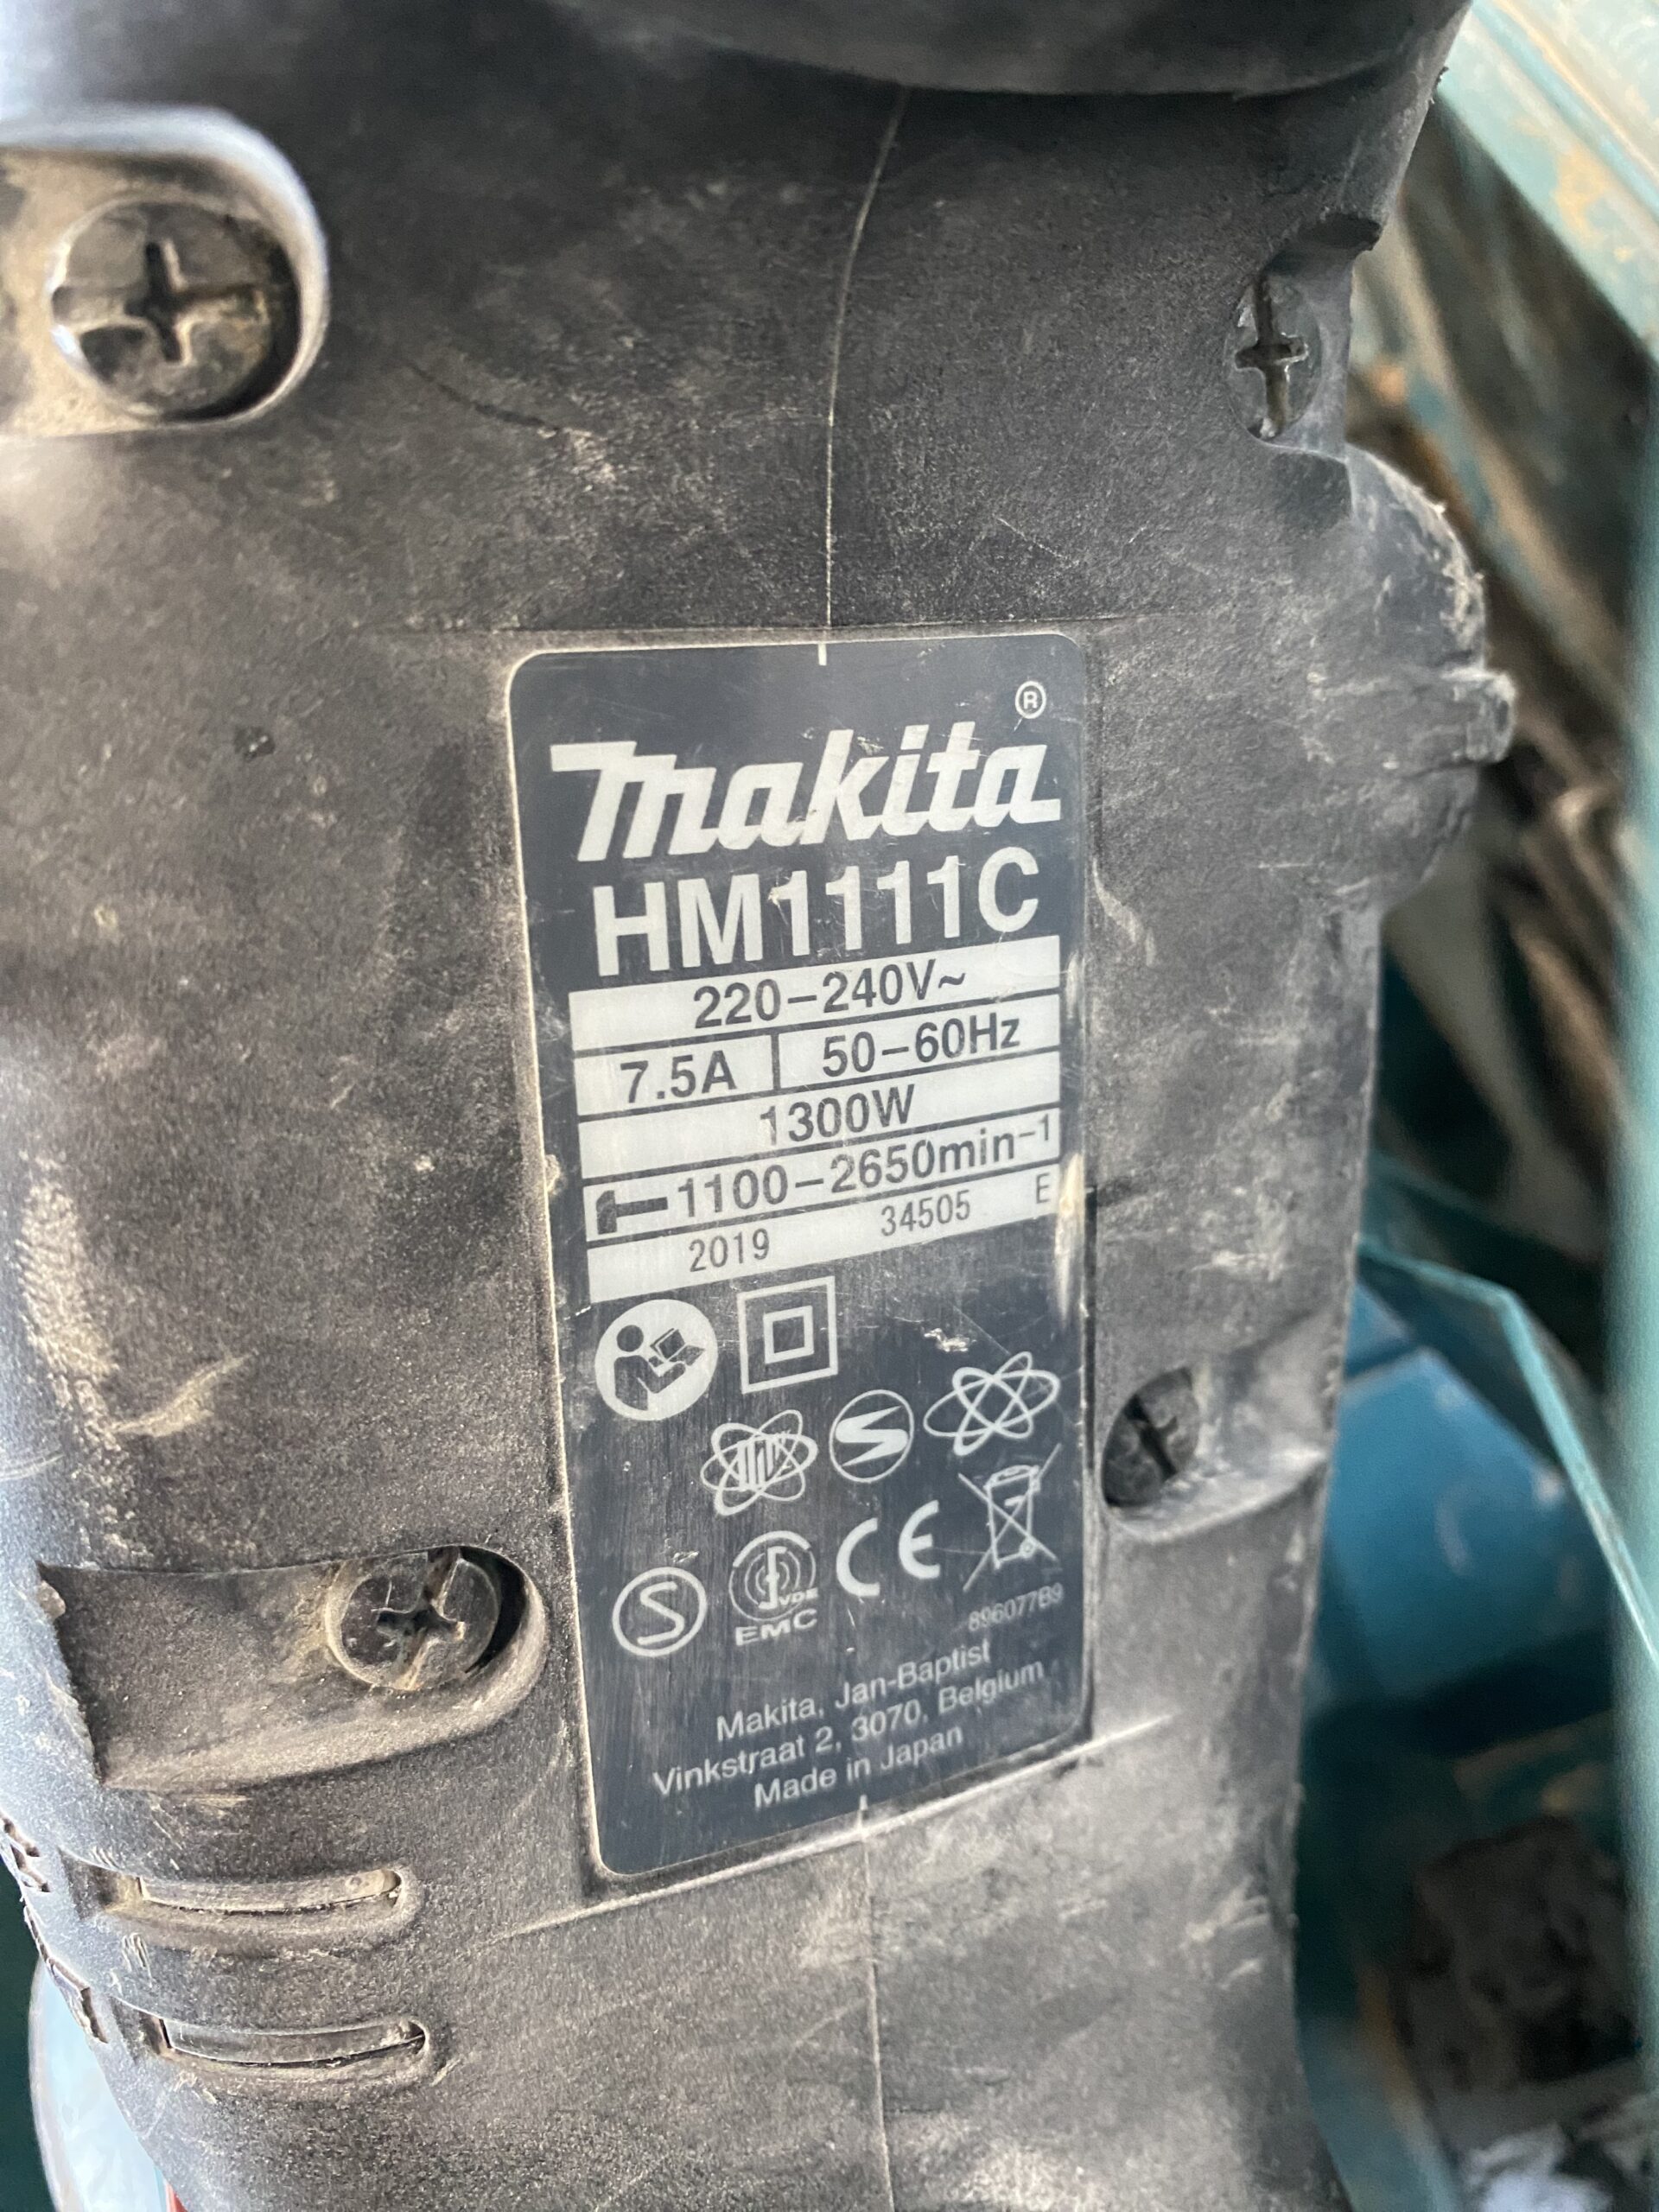 makita®
HM1111C
220–240V~
7.5A 50–60Hz
1300W
1100–2650min⁻¹
2019 34505 E
S
VDE
EMC
CE
896077B9
Makita, Jan-Baptist
Vinkstraat 2, 3070, Belgium
Made in Japan